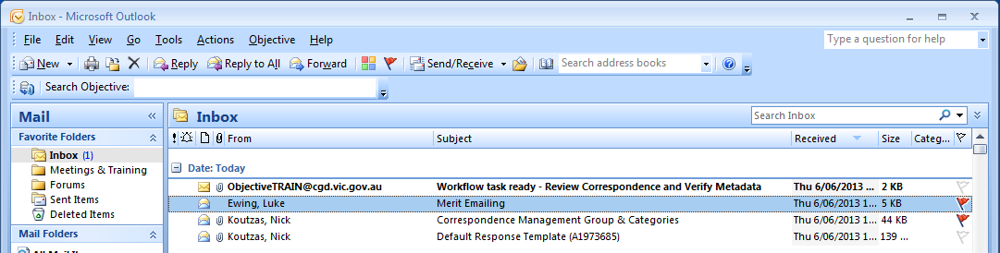 Inbox - Microsoft Outlook
File Edit View Go Tools Actions Objective Help Type a question for help
New Reply Reply to All Forward Send/Receive Search address books
Search Objective:
Mail Inbox Search Inbox
Favorite Folders From Subject Received Size Categ...
Inbox (1)
Meetings & Training Date: Today
Forums ObjectiveTRAIN@cgd.vic.gov.au Workflow task ready - Review Correspondence and Verify Metadata Thu 6/06/2013 ... 2 KB
Sent Items Ewing, Luke Merit Emailing Thu 6/06/2013 1... 5 KB
Deleted Items Koutzas, Nick Correspondence Management Group & Categories Thu 6/06/2013 1... 44 KB
Mail Folders Koutzas, Nick Default Response Template (A1973685) Thu 6/06/2013 1... 139 ...